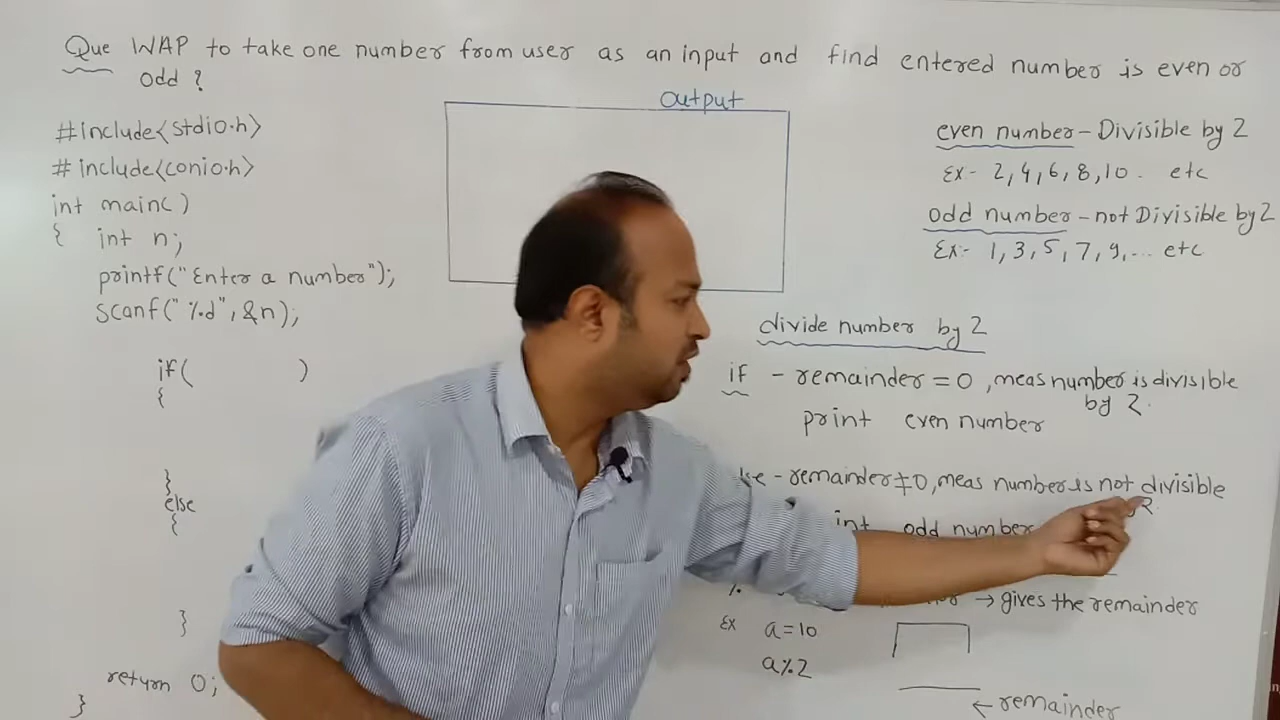 Que WAP to take one number from user as an input and find entered number is even or
odd ?
#include<stdio.h>
#include<conio.h>
int main()
{ int n;
printf("Enter a number");
scanf("%d",&n);
if( )
{
}
else
{
}
return 0;
}
output
even number - Divisible by 2
Ex- 2,4,6,8,10. etc
odd number - not Divisible by 2
Ex- 1,3,5,7,9,... etc
divide number by 2
if - remainder = 0, meas number is divisible
by 2.
print even number
- remainder ≠ 0, meas number is not divisible
2.
int odd number
% → gives the remainder
Ex a=10
a%2
← remainder